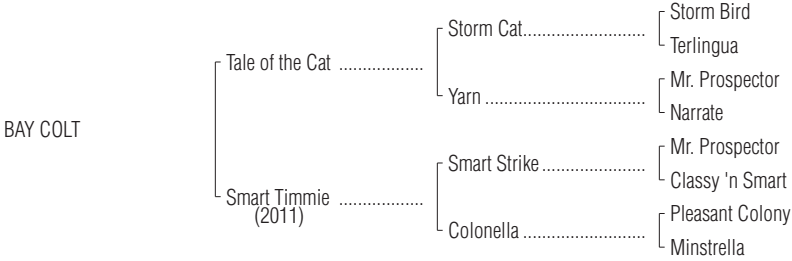 Storm Bird
Storm Cat..........................
Terlingua
Tale of the Cat ..................
Mr. Prospector
Yarn ..................................
Narrate
BAY COLT
Mr. Prospector
Smart Strike......................
Classy 'n Smart
Smart Timmie ..................
(2011)
Pleasant Colony
Colonella ..........................
Minstrella